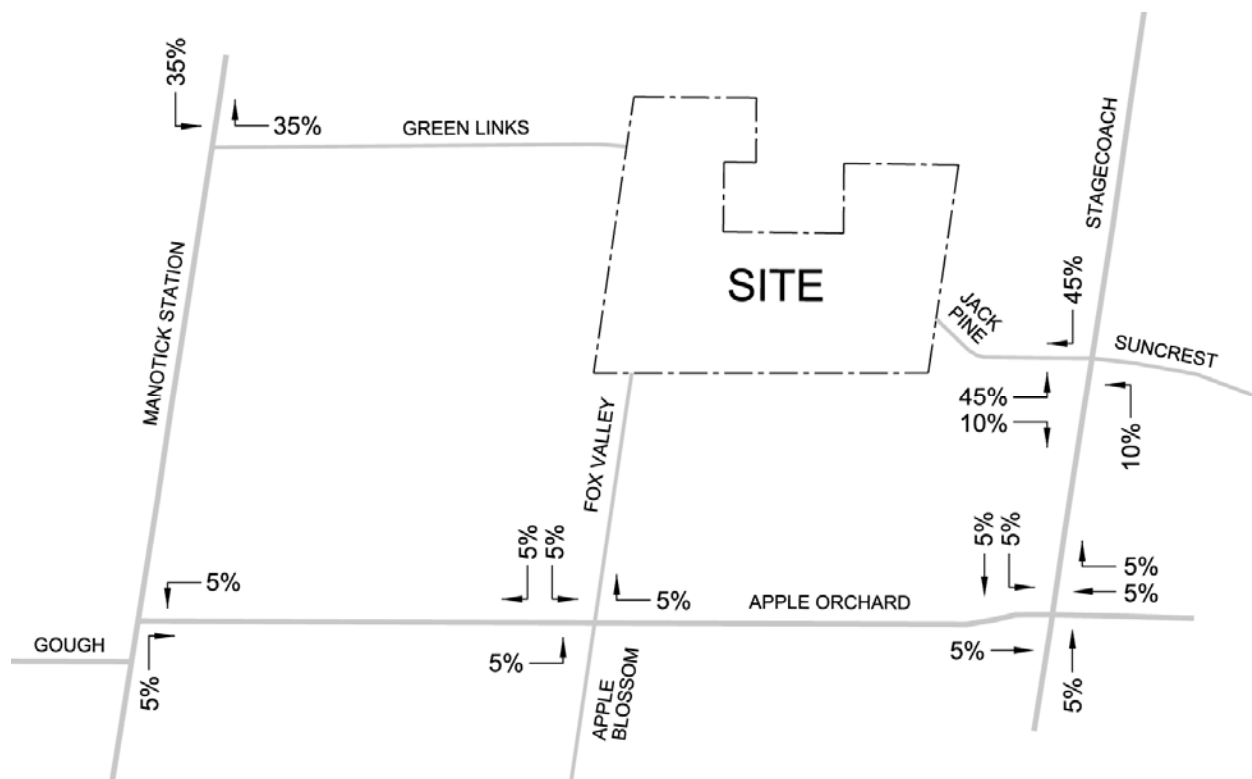 35%
35%
GREEN LINKS
STAGECOACH
MANOTICK STATION
SITE
45%
JACK
PINE
SUNCREST
45%
10%
10%
FOX VALLEY
5%
5%
5%
5%
5%
5%
5%
5%
APPLE ORCHARD
GOUGH
5%
5%
5%
5%
APPLE
BLOSSOM